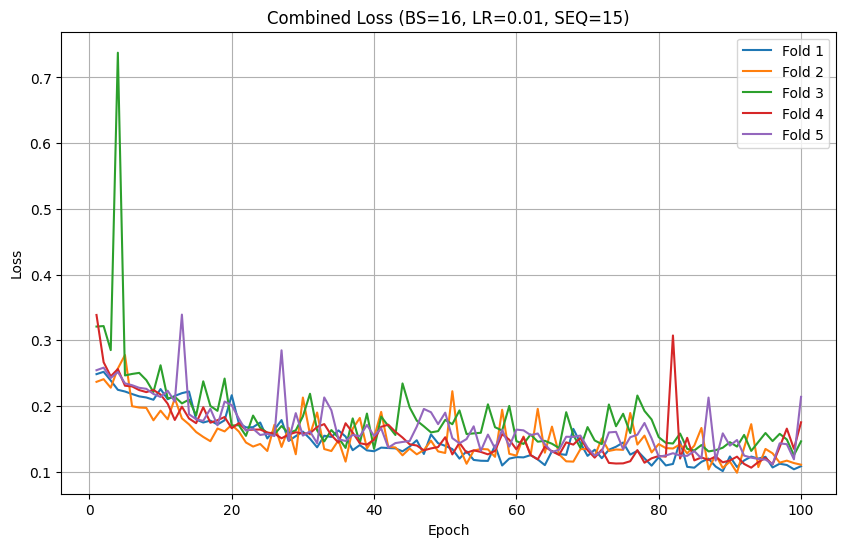 Combined Loss (BS=16, LR=0.01, SEQ=15)
Fold 1
Fold 2
Fold 3
Fold 4
Fold 5
Loss
0.7
0.6
0.5
0.4
0.3
0.2
0.1
0 20 40 60 80 100
Epoch